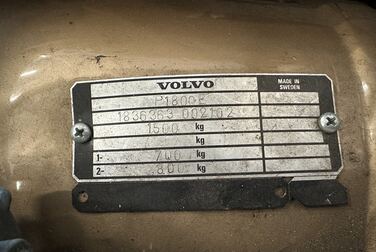 VOLVO
MADE IN
SWEDEN
P1800E
1836363 002102
1500 kg
kg
1- 700 kg
2- 800 kg